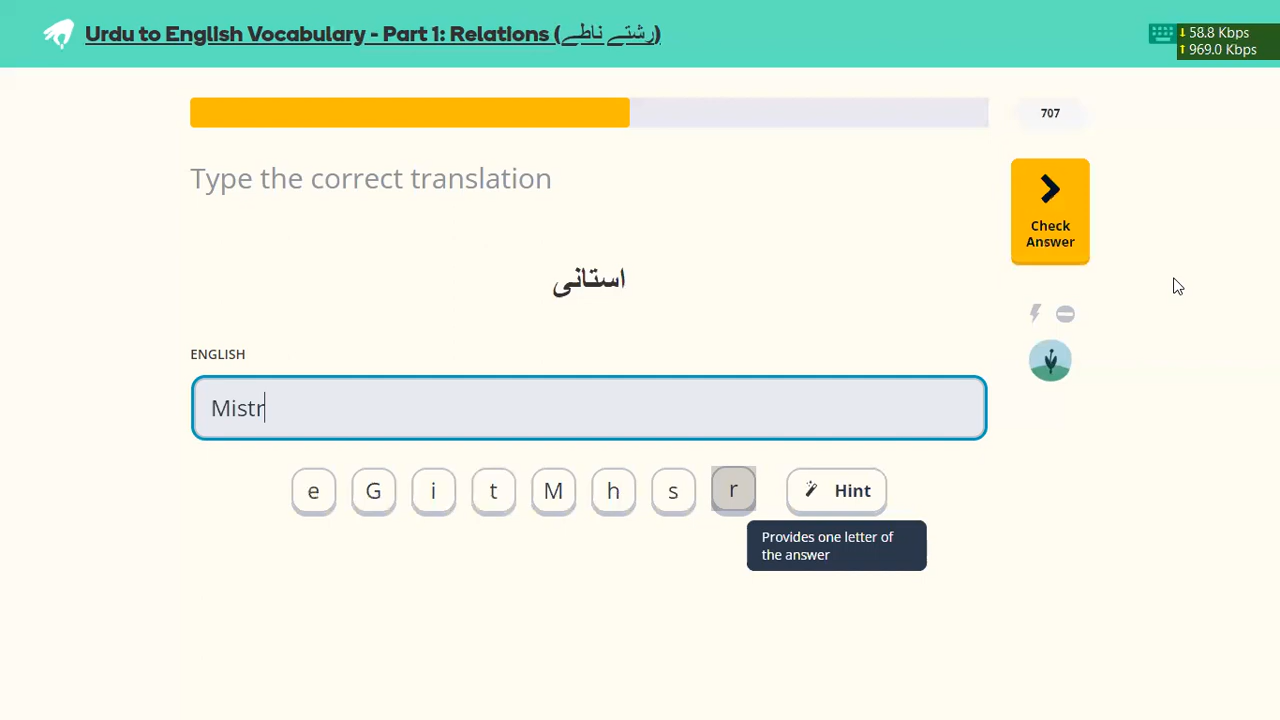 Urdu to English Vocabulary - Part 1: Relations (رشتے ناطے)
↓ 58.8 Kbps
↑ 969.0 Kbps
707
Type the correct translation
Check
Answer
استانی
ENGLISH
Mistr
e G i t M h s r Hint
Provides one letter of
the answer